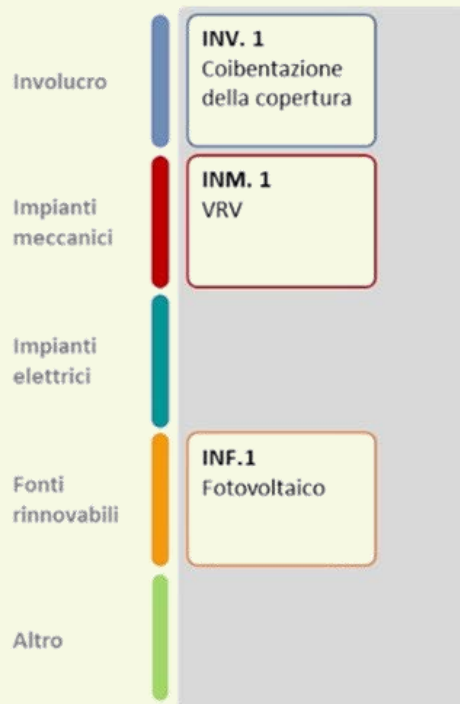 Involucro
INV. 1
Coibentazione
della copertura
Impianti
meccanici
INM. 1
VRV
Impianti
elettrici
Fonti
rinnovabili
INF.1
Fotovoltaico
Altro